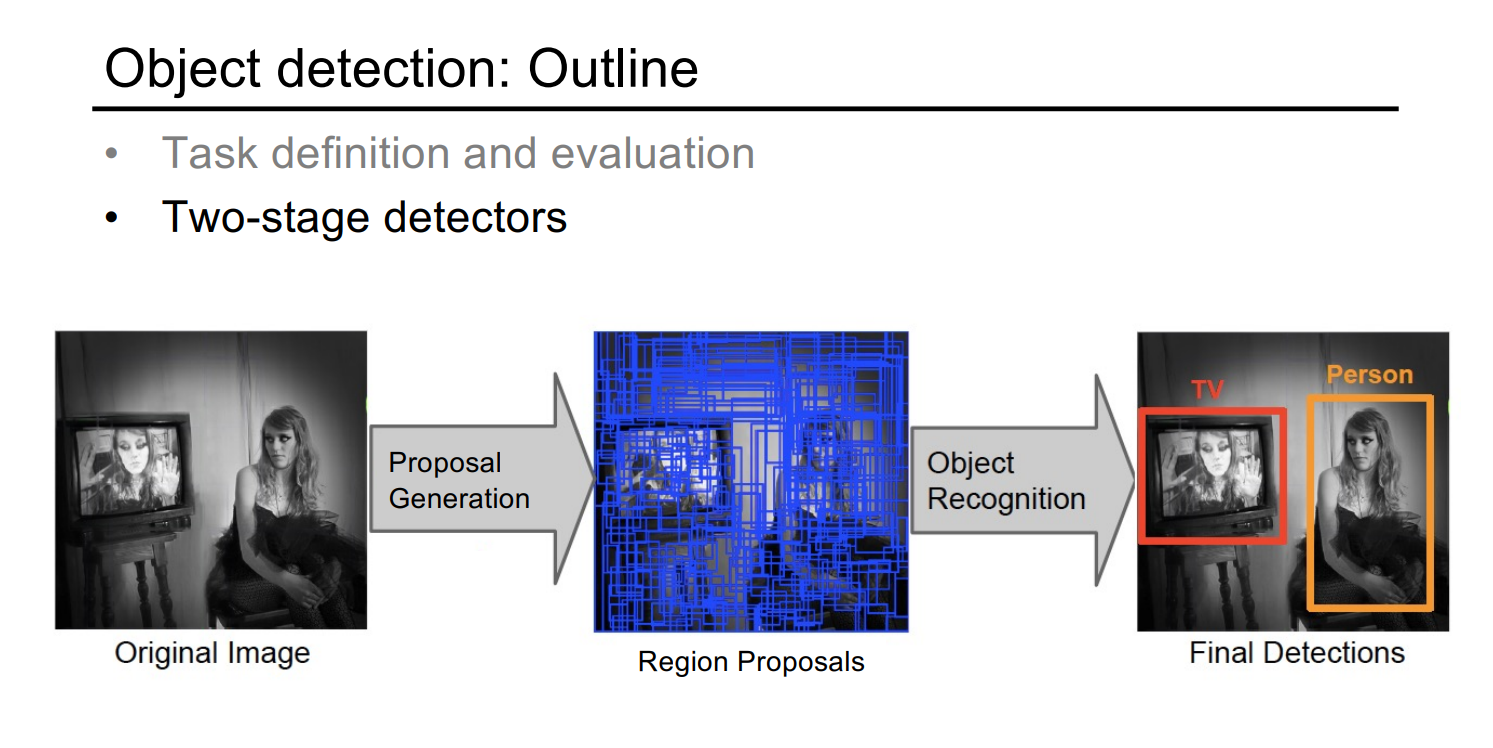 Object detection: Outline
• Task definition and evaluation
• Two-stage detectors
Proposal
Generation
Object
Recognition
TV
Person
Original Image
Region Proposals
Final Detections